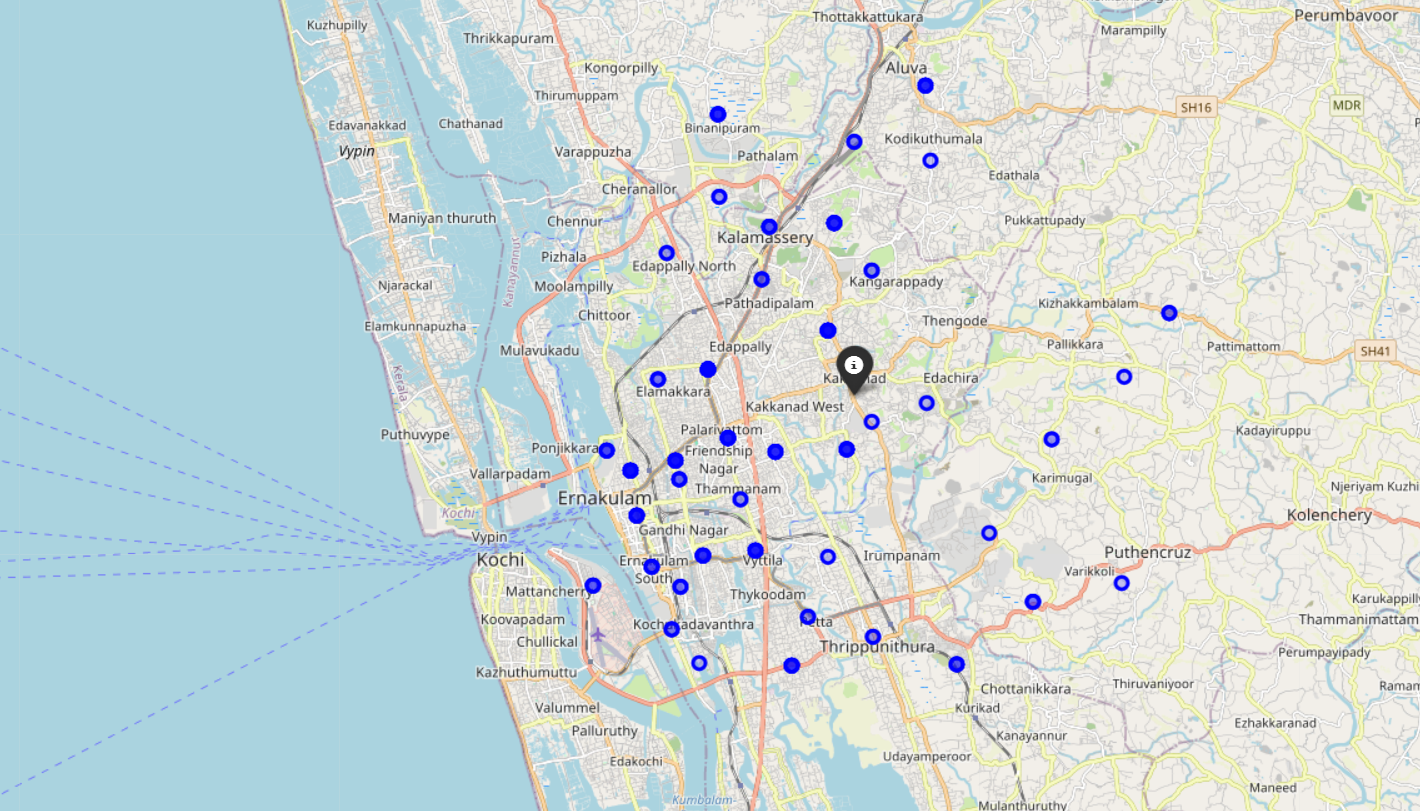 Kuzhupilly
Thottakkattukara
Perumbavoor
Marampilly
Thrikkapuram
Kongorpilly
Aluva
Thirumuppam
SH16
MDR
Edavanakkad
Chathanad
Binanipuram
Kodikuthumala
Vypin
Varappuzha
Pathalam
Edathala
Cheranallor
Maniyan thuruth
Chennur
Pukkattupady
Kalamassery
Kanayannur
Pizhala
Edappally North
Njarackal
Moolampilly
Kangarappady
Pathadipalam
Kizhakkambalam
Chittoor
Elamkunnapuzha
Thengode
Mulavukadu
Edappally
Pallikkara
Pattimattom
SH41
Kerala
Elamakkara
Edachira
Kakkanad West
Puthuvype
Palarivattom
Kadayiruppu
Ponjikkara
Friendship
Nagar
Vallarpadam
Karimugal
Thammanam
Njeriyam Kuzhi
Ernakulam
Kochi
Kolenchery
Gandhi Nagar
Vypin
Kochi
Ernakulam
South
Vyttila
Irumpanam
Puthencruz
Varikkoli
Mattancherry
Thykoodam
Karukappilly
Koovapadam
Kochukadavanthra
Petta
Thammanimattam
Chullickal
Thrippunithura
Perumpayipady
Kazhuthumuttu
Chottanikkara
Thiruvaniyoor
Ramam
Valummel
Kurikad
Palluruthy
Kanayannur
Ezhakkaranad
Edakochi
Udayamperoor
Kumbalam
Mulanthuruthy
Maneed